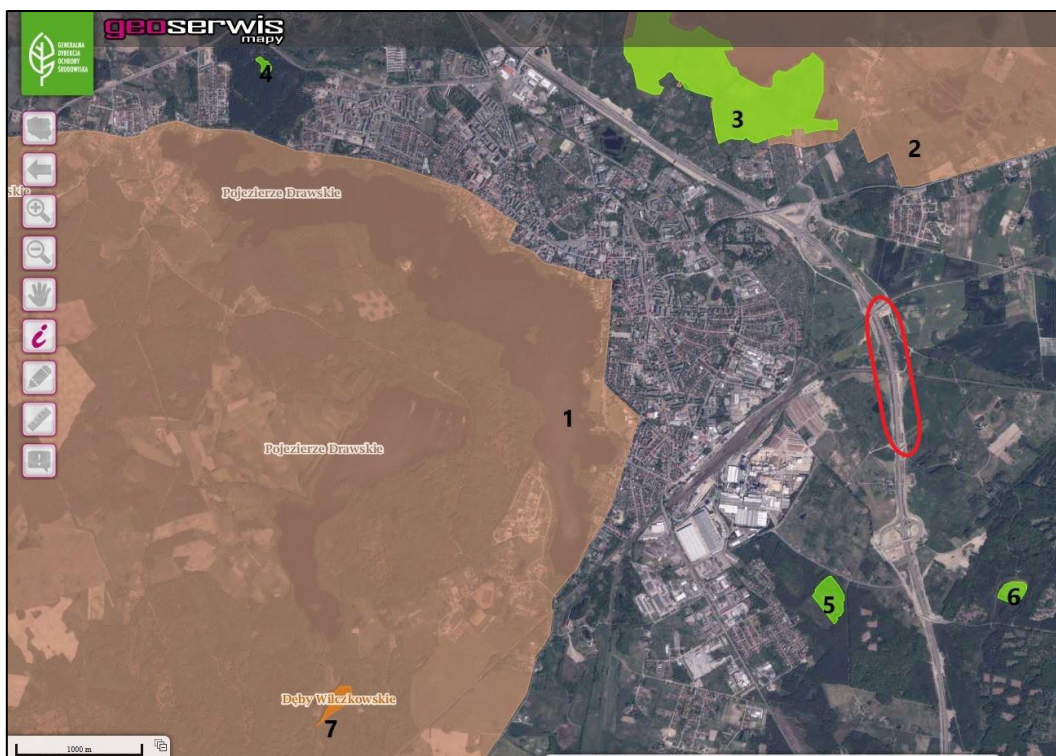 GENERALNA
DYREKCJA
OCHRONY
ŚRODOWISKA
geoserwis
mapy
4
3
2
skie
Pojezierze Drawskie
i
1
Pojezierze Drawskie
5
6
Dęby Wilczkowskie
7
1000 m